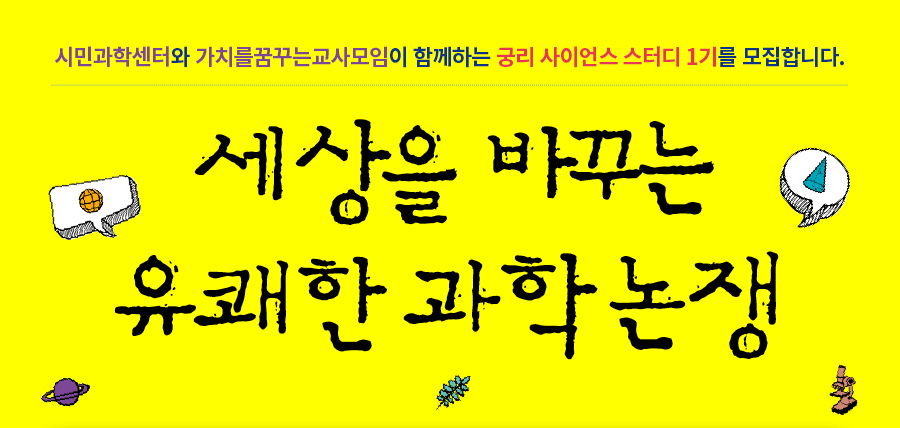 시민과학센터와 가치를꿈꾸는교사모임이 함께하는 궁리 사이언스 스터디 1기를 모집합니다.
세상을 바꾸는
유쾌한 과학 논쟁